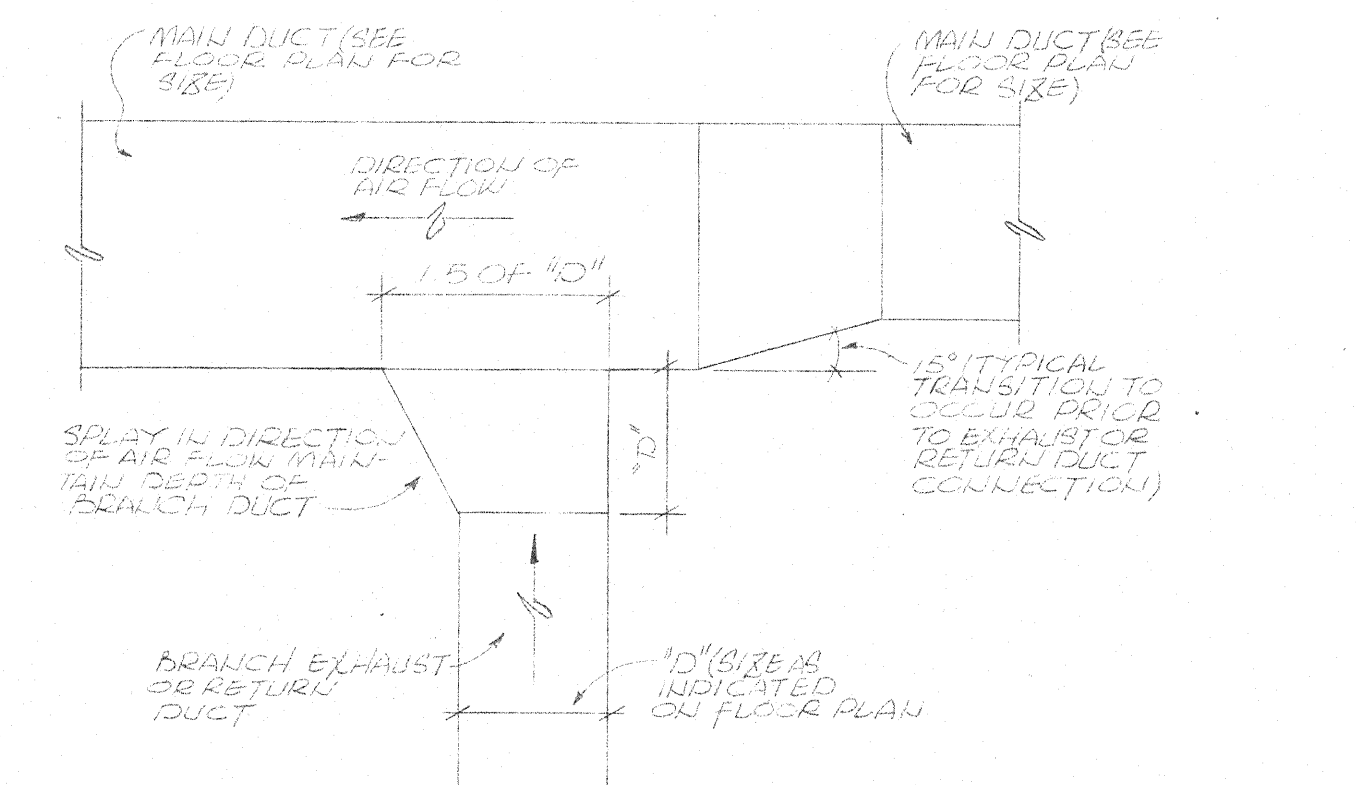 MAIN DUCT (SEE
FLOOR PLAN FOR
SIZE)
MAIN DUCT (SEE
FLOOR PLAN
FOR SIZE)
DIRECTION OF
AIR FLOW
1.5 OF "D"
15° (TYPICAL
TRANSITION TO
OCCUR PRIOR
TO EXHAUST OR
RETURN DUCT
CONNECTION)
SPLAY IN DIRECTION
OF AIR FLOW MAIN-
TAIN DEPTH OF
BRANCH DUCT
"D"
BRANCH EXHAUST
OR RETURN
DUCT
"D" (SIZE AS
INDICATED
ON FLOOR PLAN